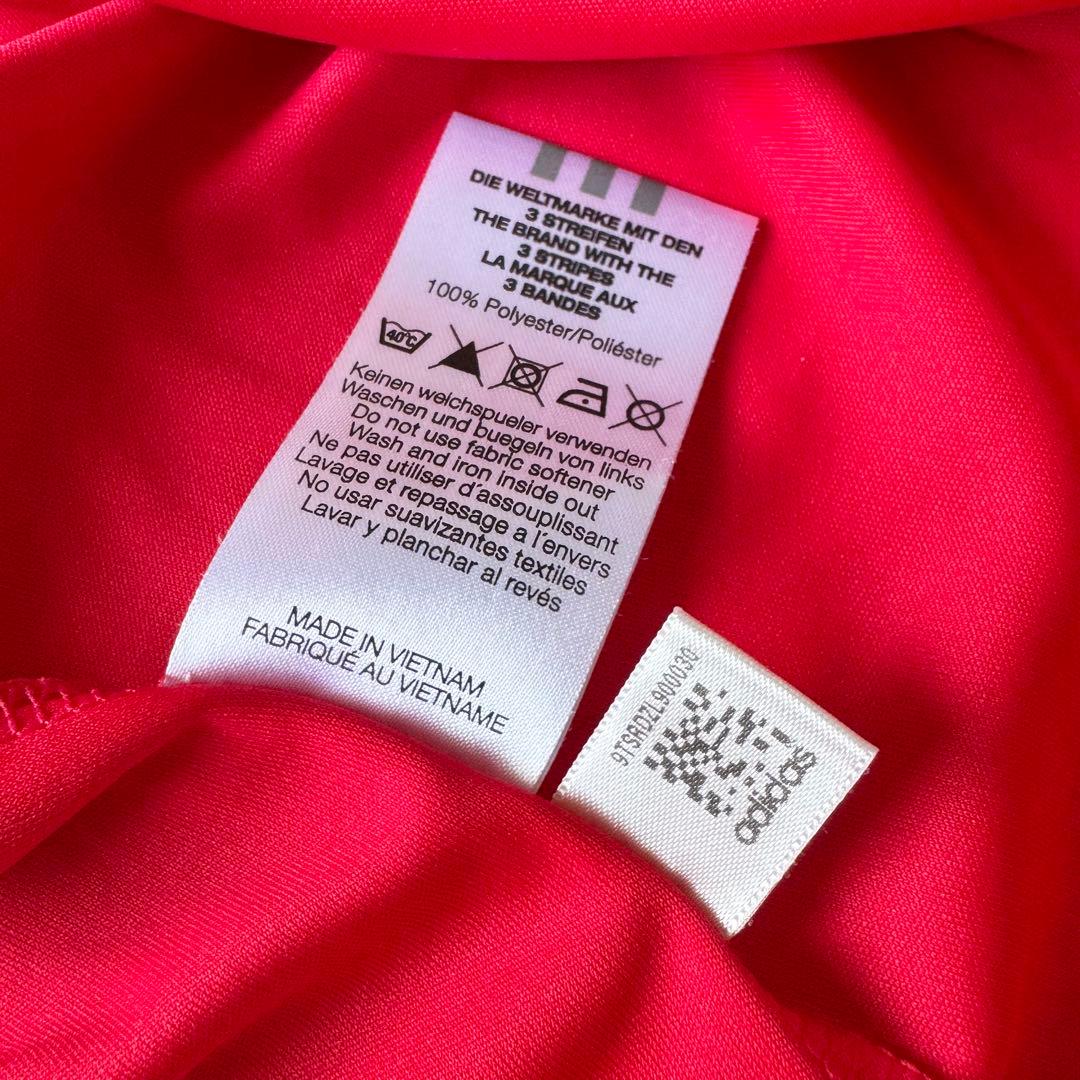 DIE WELTMARKE MIT DEN
3 STREIFEN
THE BRAND WITH THE
3 STRIPES
LA MARQUE AUX
3 BANDES
100% Polyester/Poliéster
40°C
Keinen weichspueler verwenden
Waschen und buegeln von links
Do not use fabric softener
Wash and iron inside out
Ne pas utiliser d'assouplissant
Lavage et repassage a l'envers
No usar suavizantes textiles
Lavar y planchar al revés
MADE IN VIETNAM
FABRIQUÉ AU VIETNAME
9TSRDZL900030
adidas